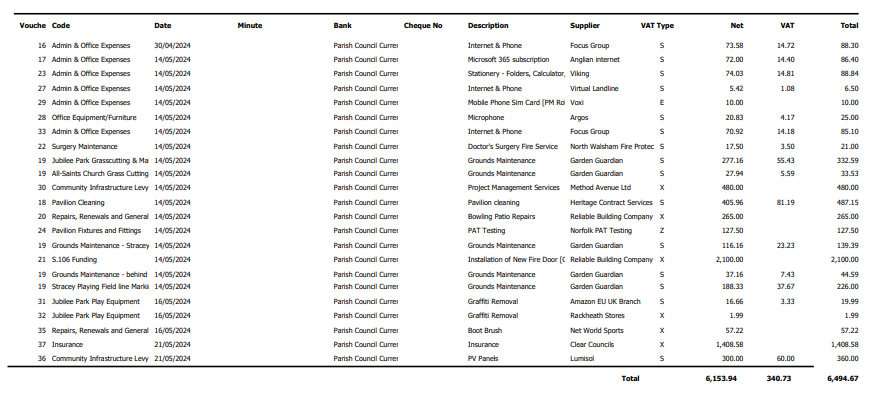 Vouche Code Date Minute Bank Cheque No Description Supplier VAT Type Net VAT Total
16 Admin & Office Expenses 30/04/2024 Parish Council Currer Internet & Phone Focus Group S 73.58 14.72 88.30
17 Admin & Office Expenses 14/05/2024 Parish Council Currer Microsoft 365 subscription Anglian internet S 72.00 14.40 86.40
23 Admin & Office Expenses 14/05/2024 Parish Council Currer Stationery - Folders, Calculator, Viking S 74.03 14.81 88.84
27 Admin & Office Expenses 14/05/2024 Parish Council Currer Internet & Phone Virtual Landline S 5.42 1.08 6.50
29 Admin & Office Expenses 14/05/2024 Parish Council Currer Mobile Phone Sim Card [PM Ro Voxi E 10.00 10.00
28 Office Equipment/Furniture 14/05/2024 Parish Council Currer Microphone Argos S 20.83 4.17 25.00
33 Admin & Office Expenses 14/05/2024 Parish Council Currer Internet & Phone Focus Group S 70.92 14.18 85.10
22 Surgery Maintenance 14/05/2024 Parish Council Currer Doctor's Surgery Fire Service North Walsham Fire Protec S 17.50 3.50 21.00
19 Jubilee Park Grasscutting & Ma 14/05/2024 Parish Council Currer Grounds Maintenance Garden Guardian S 277.16 55.43 332.59
19 All-Saints Church Grass Cutting 14/05/2024 Parish Council Currer Grounds Maintenance Garden Guardian S 27.94 5.59 33.53
30 Community Infrastructure Levy 14/05/2024 Parish Council Currer Project Management Services Method Avenue Ltd X 480.00 480.00
18 Pavilion Cleaning 14/05/2024 Parish Council Currer Pavilion cleaning Heritage Contract Services S 405.96 81.19 487.15
20 Repairs, Renewals and General 14/05/2024 Parish Council Currer Bowling Patio Repairs Reliable Building Company X 265.00 265.00
24 Pavilion Fixtures and Fittings 14/05/2024 Parish Council Currer PAT Testing Norfolk PAT Testing Z 127.50 127.50
19 Grounds Maintenance - Stracey 14/05/2024 Parish Council Currer Grounds Maintenance Garden Guardian S 116.16 23.23 139.39
21 S.106 Funding 14/05/2024 Parish Council Currer Installation of New Fire Door [C Reliable Building Company X 2,100.00 2,100.00
19 Grounds Maintenance - behind 14/05/2024 Parish Council Currer Grounds Maintenance Garden Guardian S 37.16 7.43 44.59
19 Stracey Playing Field line Marki 14/05/2024 Parish Council Currer Grounds Maintenance Garden Guardian S 188.33 37.67 226.00
31 Jubilee Park Play Equipment 16/05/2024 Parish Council Currer Graffiti Removal Amazon EU UK Branch S 16.66 3.33 19.99
32 Jubilee Park Play Equipment 16/05/2024 Parish Council Currer Graffiti Removal Rackheath Stores X 1.99 1.99
35 Repairs, Renewals and General 16/05/2024 Parish Council Currer Boot Brush Net World Sports X 57.22 57.22
37 Insurance 21/05/2024 Parish Council Currer Insurance Clear Councils X 1,408.58 1,408.58
36 Community Infrastructure Levy 21/05/2024 Parish Council Currer PV Panels Lumisol S 300.00 60.00 360.00
Total 6,153.94 340.73 6,494.67